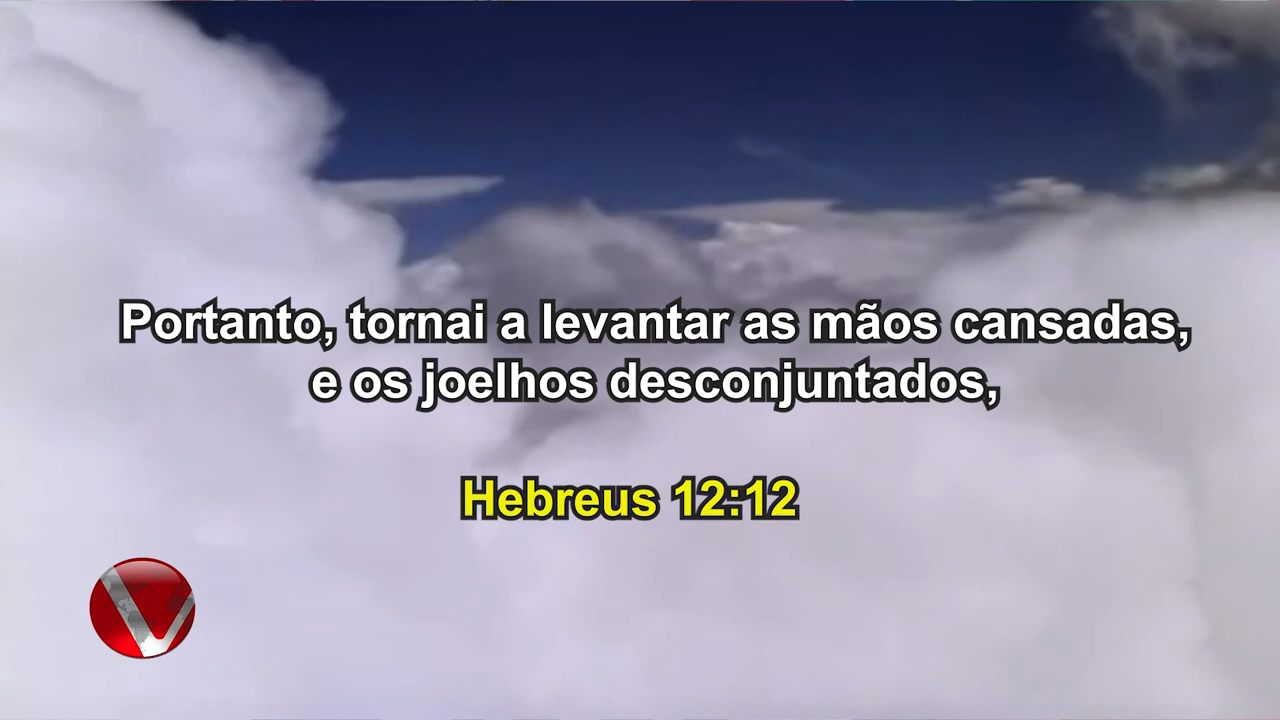 Portanto, tornai a levantar as mãos cansadas,
e os joelhos desconjuntados,
Hebreus 12:12